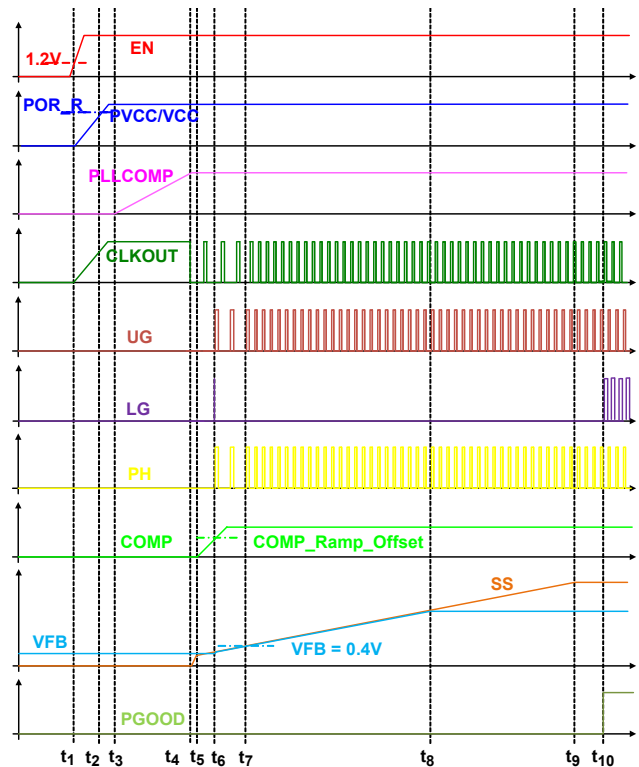 EN
1.2V
POR_R
PVCC/VCC
PLLCOMP
CLKOUT
UG
LG
PH
COMP
COMP_Ramp_Offset
SS
VFB
VFB = 0.4V
PGOOD
t1 t2 t3 t4 t5 t6 t7 t8 t9 t10